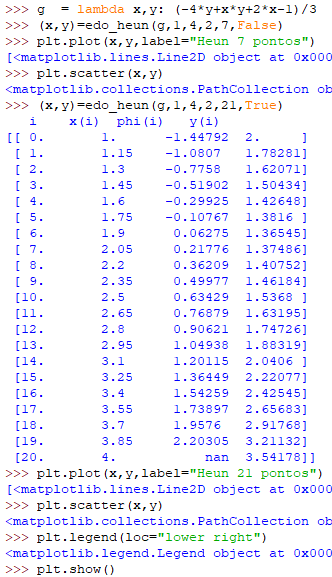 >>> g  = lambda x,y: (-4*y+x*y+2*x-1)/3
>>> (x,y)=edo_heun(g,1,4,2,7,False)
>>> plt.plot(x,y,label="Heun 7 pontos")
[<matplotlib.lines.Line2D object at 0x000
>>> plt.scatter(x,y)
<matplotlib.collections.PathCollection ob
>>> (x,y)=edo_heun(g,1,4,2,21,True)
i x(i) phi(i) y(i)
[[ 0. 1. -1.44792 2. ]
[ 1. 1.15 -1.0807 1.78281]
[ 2. 1.3 -0.7758 1.62071]
[ 3. 1.45 -0.51902 1.50434]
[ 4. 1.6 -0.29925 1.42648]
[ 5. 1.75 -0.10767 1.3816 ]
[ 6. 1.9 0.06275 1.36545]
[ 7. 2.05 0.21776 1.37486]
[ 8. 2.2 0.36209 1.40752]
[ 9. 2.35 0.49977 1.46184]
[10. 2.5 0.63429 1.5368 ]
[11. 2.65 0.76879 1.63195]
[12. 2.8 0.90621 1.74726]
[13. 2.95 1.04938 1.88319]
[14. 3.1 1.20115 2.0406 ]
[15. 3.25 1.36449 2.22077]
[16. 3.4 1.54259 2.42545]
[17. 3.55 1.73897 2.65683]
[18. 3.7 1.9576 2.91768]
[19. 3.85 2.20305 3.21132]
[20. 4. nan 3.54178]]
>>> plt.plot(x,y,label="Heun 21 pontos")
[<matplotlib.lines.Line2D object at 0x000
>>> plt.scatter(x,y)
<matplotlib.collections.PathCollection ob
>>> plt.legend(loc="lower right")
<matplotlib.legend.Legend object at 0x000
>>> plt.show()